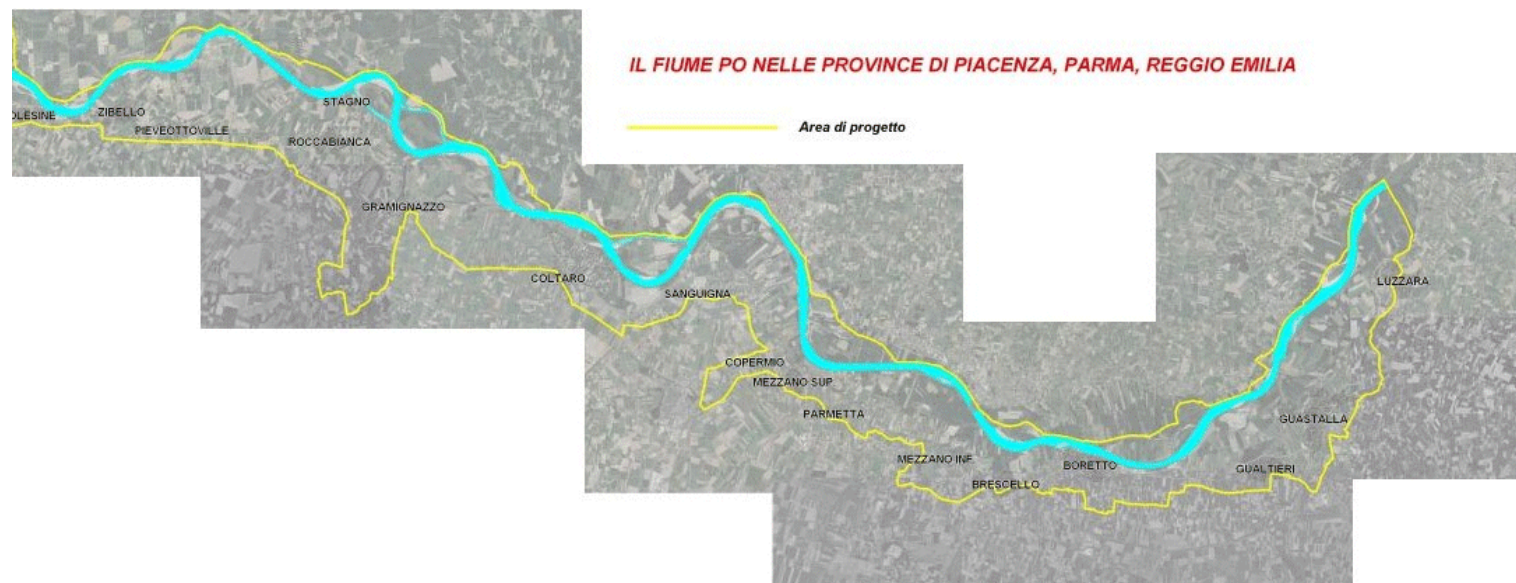 IL FIUME PO NELLE PROVINCE DI PIACENZA, PARMA, REGGIO EMILIA
Area di progetto
OLESINE
ZIBELLO
PIEVEOTTOVILLE
STAGNO
ROCCABIANCA
GRAMIGNAZZO
COLTARO
SANGUIGNA
COPERMIO
MEZZANO SUP
PARMETTA
MEZZANO INF.
BRESCELLO
BORETTO
GUALTIERI
GUASTALLA
LUZZARA